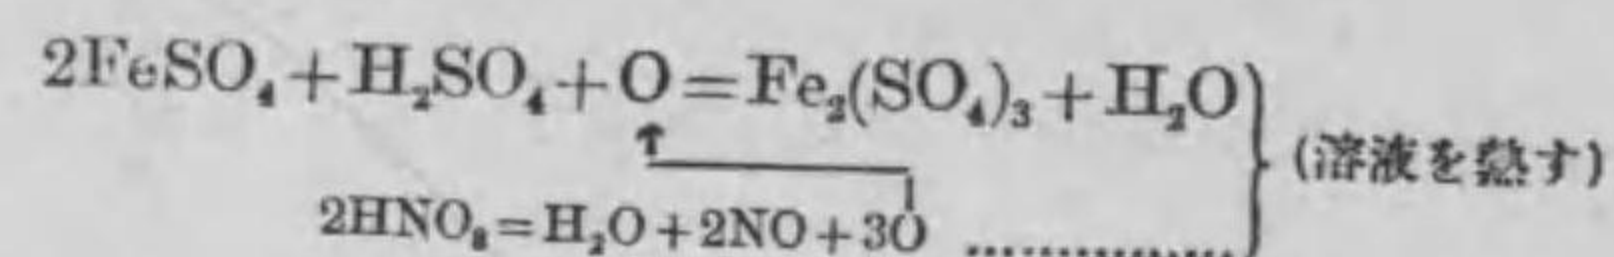 2FeSO₄+H₂SO₄+O=Fe₂(SO₄)₃+H₂O
(溶液を熱す)
2HNO₃=H₂O+2NO+3O ................